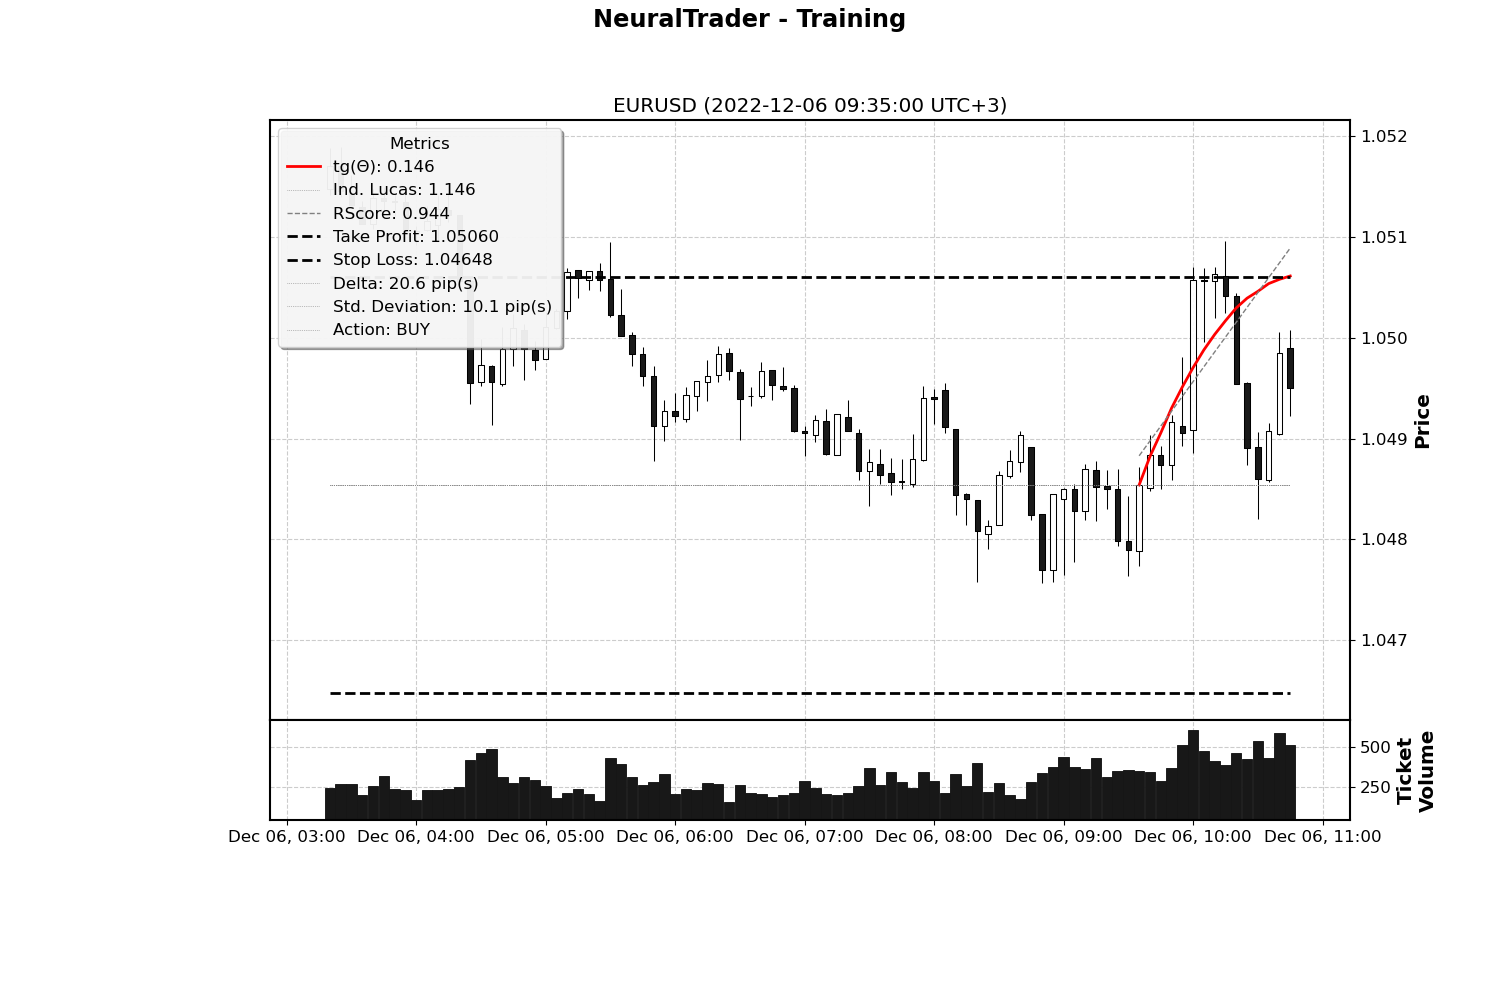 NeuralTrader - Training
EURUSD (2022-12-06 09:35:00 UTC+3)
Metrics
tg(Θ): 0.146
Ind. Lucas: 1.146
RScore: 0.944
Take Profit: 1.05060
Stop Loss: 1.04648
Delta: 20.6 pip(s)
Std. Deviation: 10.1 pip(s)
Action: BUY
1.052
1.051
1.050
1.049
1.048
1.047
Price
500
250
Ticket
Volume
Dec 06, 03:00 Dec 06, 04:00 Dec 06, 05:00 Dec 06, 06:00 Dec 06, 07:00 Dec 06, 08:00 Dec 06, 09:00 Dec 06, 10:00 Dec 06, 11:00